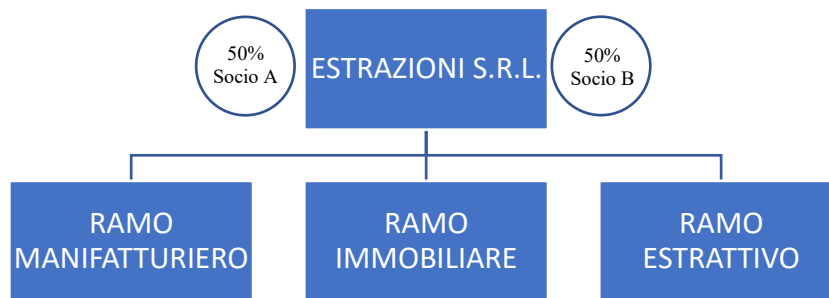 50%
Socio A
ESTRAZIONI S.R.L.
50%
Socio B
RAMO
MANIFATTURIERO
RAMO
IMMOBILIARE
RAMO
ESTRATTIVO